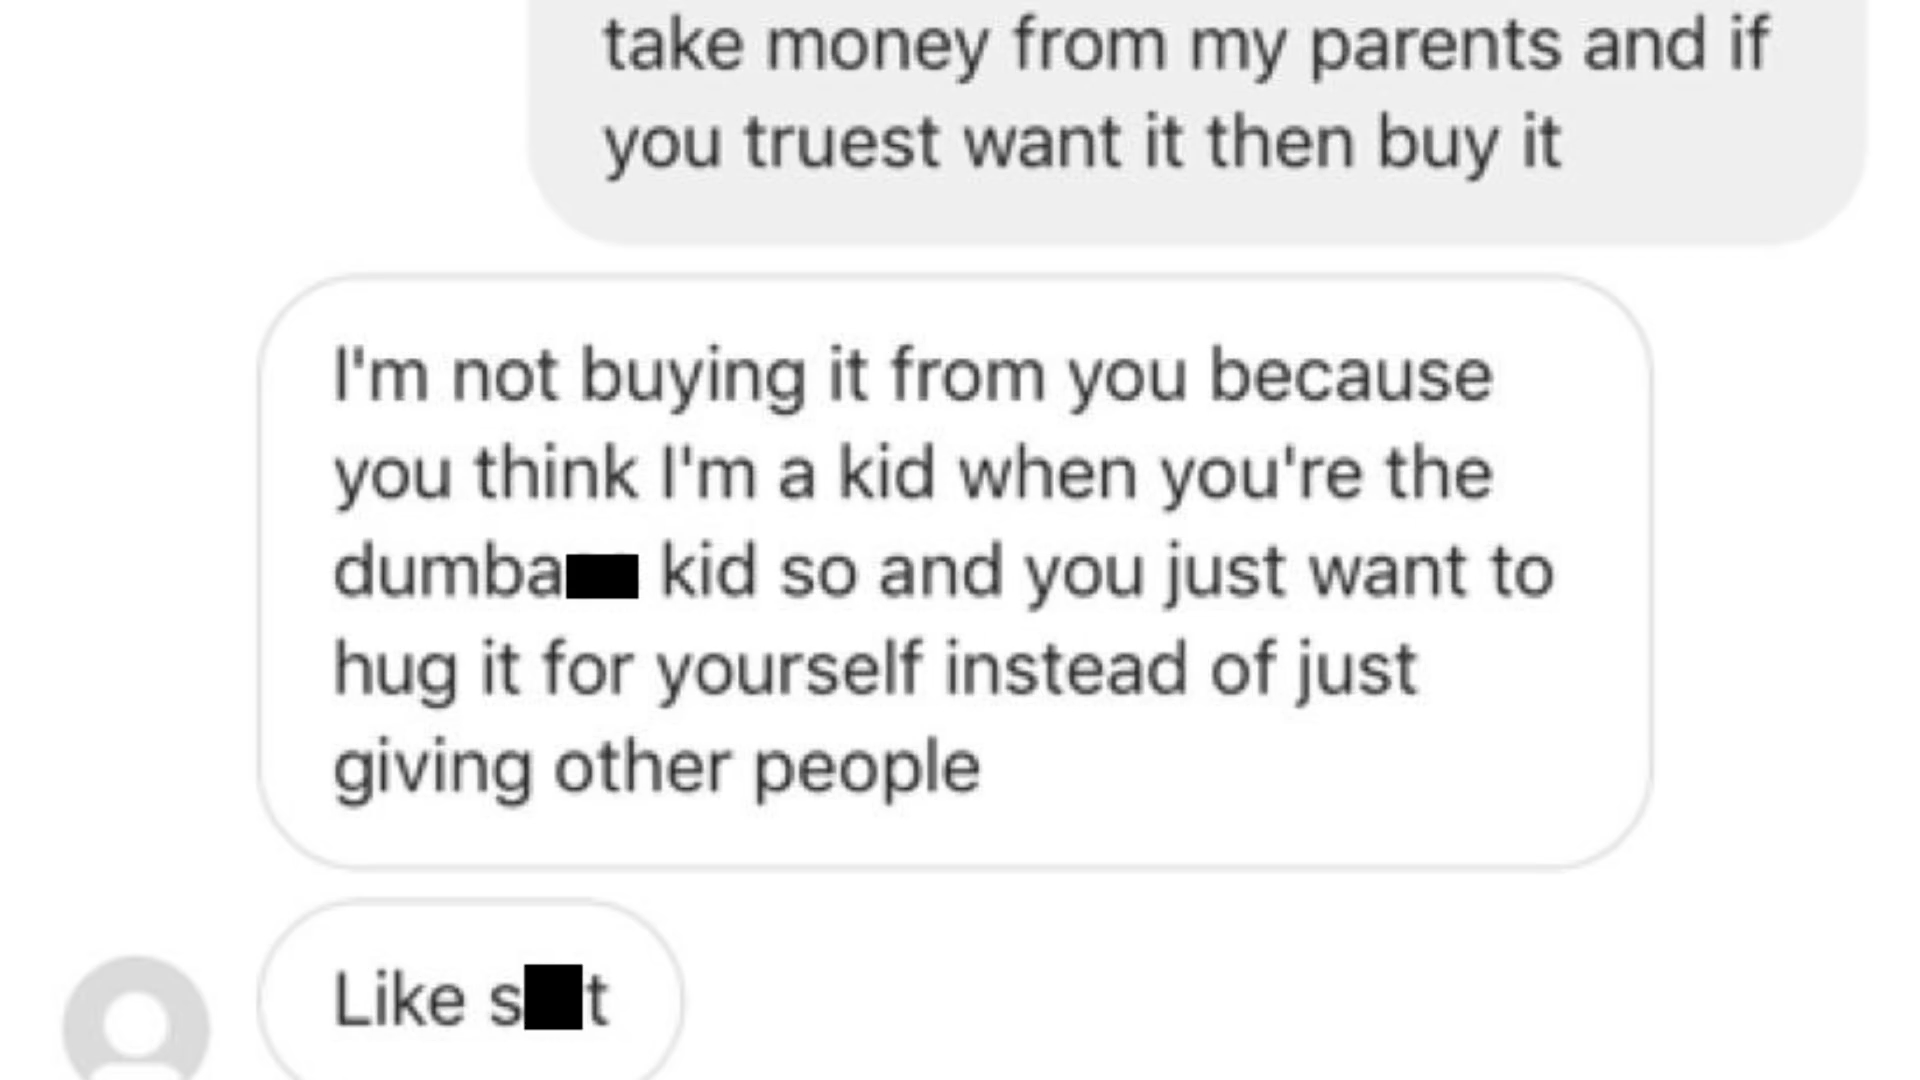 take money from my parents and if
you truest want it then buy it
I'm not buying it from you because
you think I'm a kid when you're the
dumba kid so and you just want to
hug it for yourself instead of just
giving other people
Like s t